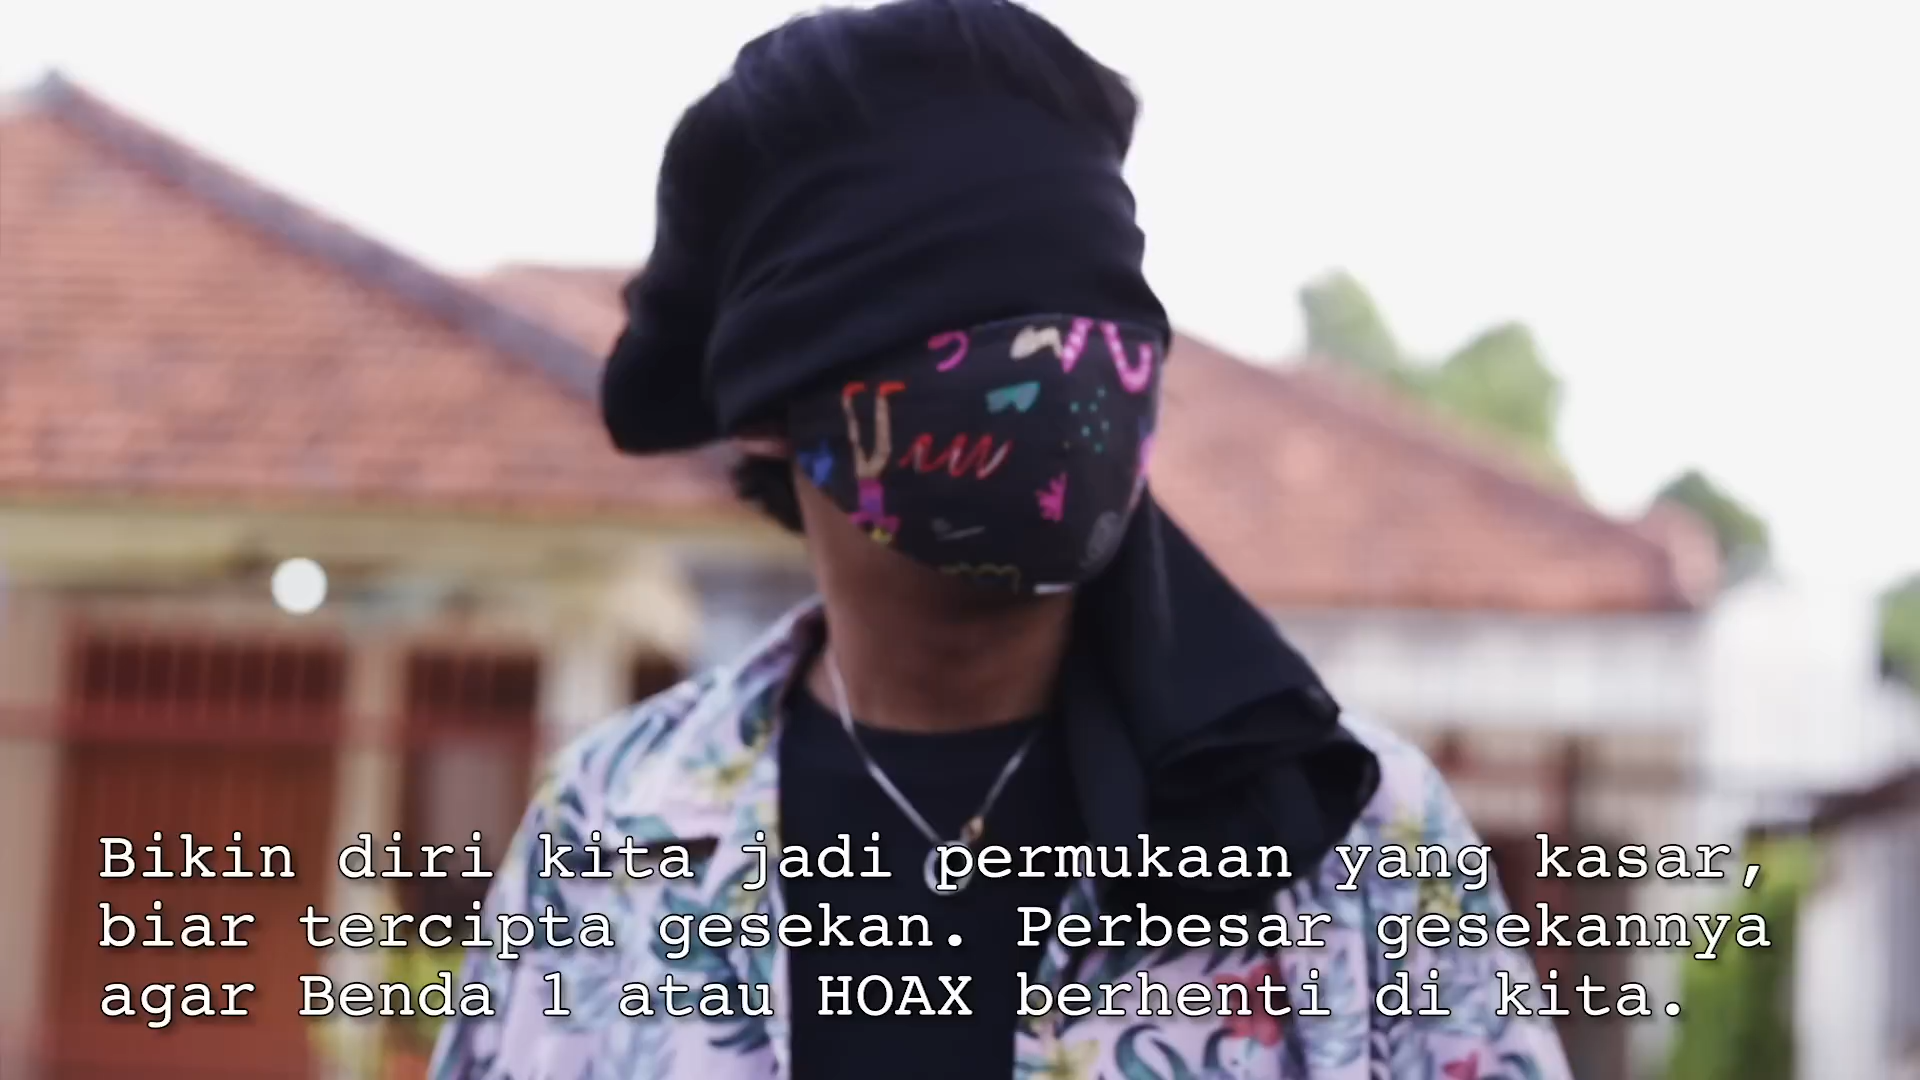 Bikin diri kita jadi permukaan yang kasar,
biar tercipta gesekan. Perbesar gesekannya
agar Benda 1 atau HOAX berhenti di kita.